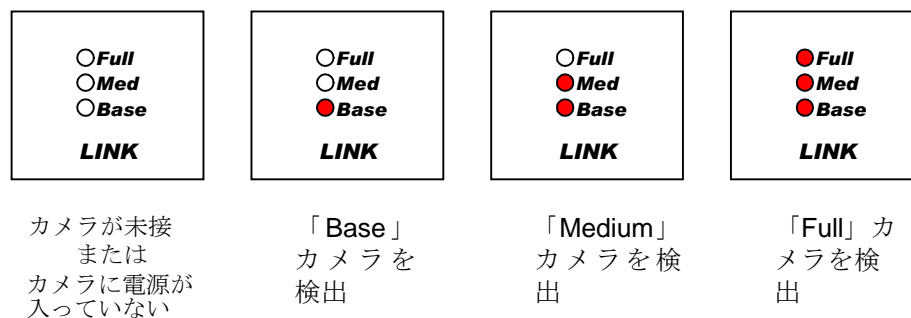 Full
Med
Base
LINK
カメラが未接
または
カメラに電源が
入っていない
Full
Med
Base
LINK
「Base」
カメラを
検出
Full
Med
Base
LINK
「Medium」
カメラを検
出
Full
Med
Base
LINK
「Full」カ
メラを検
出